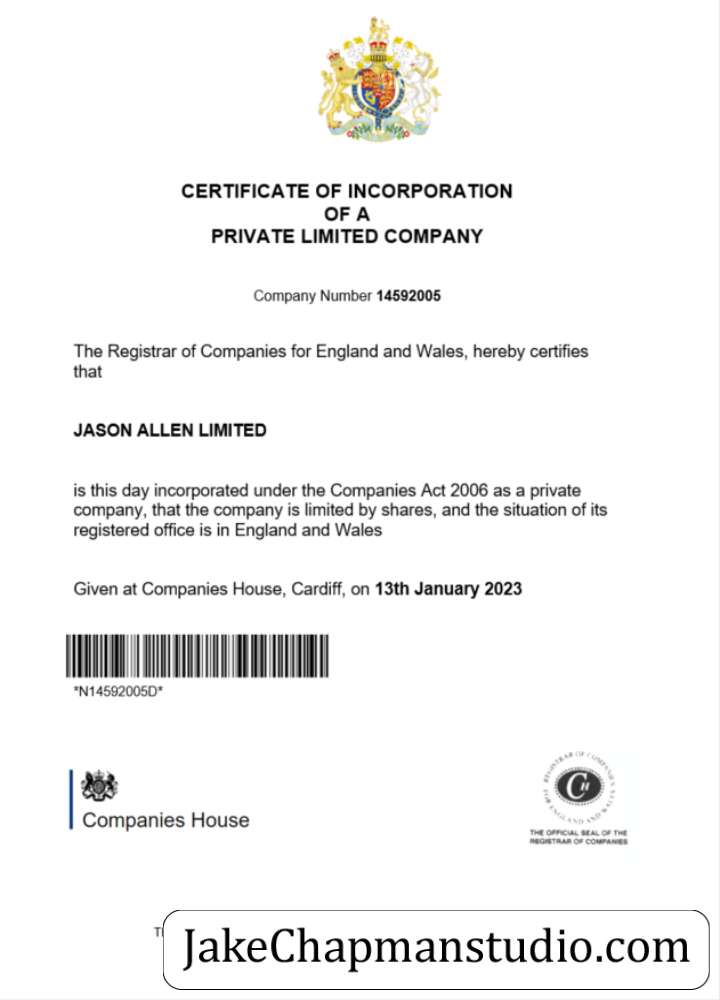 CERTIFICATE OF INCORPORATION
OF A
PRIVATE LIMITED COMPANY
Company Number 14592005
The Registrar of Companies for England and Wales, hereby certifies
that
JASON ALLEN LIMITED
is this day incorporated under the Companies Act 2006 as a private
company, that the company is limited by shares, and the situation of its
registered office is in England and Wales
Given at Companies House, Cardiff, on 13th January 2023
*N14592005D*
Companies House
REGISTRAR OF COMPANIES
FOR ENGLAND AND WALES
CH
THE OFFICIAL SEAL OF THE
REGISTRAR OF COMPANIES
JakeChapmanstudio.com